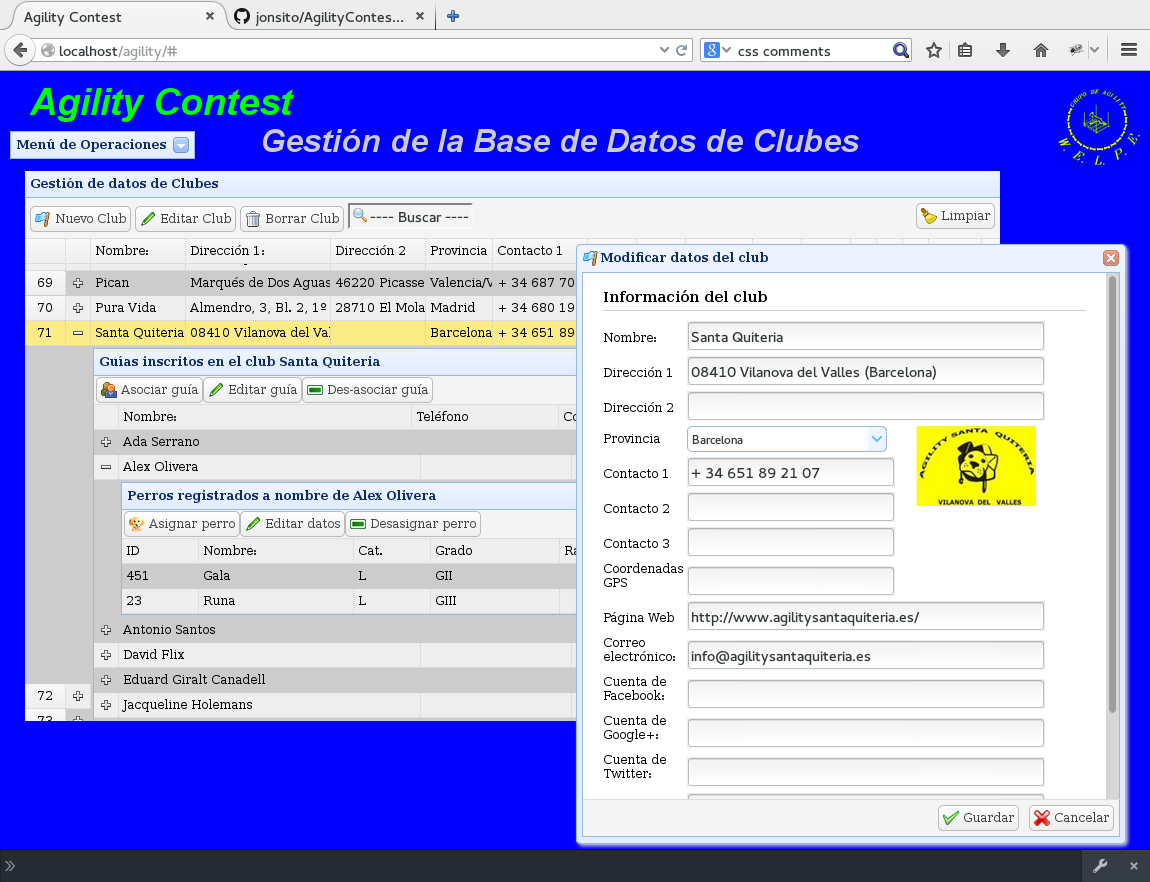 Agility Contest
jonsito/AgilityContes...
localhost/agility/#
css comments
Agility Contest
GRUPO DE AGILITY
W. E. L. P. E.
Menú de Operaciones
Gestión de la Base de Datos de Clubes
Gestión de datos de Clubes
Nuevo Club
Editar Club
Borrar Club
---- Buscar ----
Limpiar
Nombre: Dirección 1: Dirección 2 Provincia Contacto 1
69 Pican Marqués de Dos Aguas 46220 Picasse Valencia/V + 34 687 70
70 Pura Vida Almendro, 3, Bl. 2, 1º 28710 El Mola Madrid + 34 680 19
71 Santa Quiteria 08410 Vilanova del Val Barcelona + 34 651 89
Guías inscritos en el club Santa Quiteria
Asociar guía
Editar guía
Des-asociar guía
Nombre: Teléfono Co
Ada Serrano
Alex Olivera
Perros registrados a nombre de Alex Olivera
Asignar perro
Editar datos
Desasignar perro
ID Nombre: Cat. Grado Ra
451 Gala L GII
23 Runa L GIII
Antonio Santos
David Flix
Eduard Giralt Canadell
Jacqueline Holemans
72
73
Modificar datos del club
Información del club
Nombre: Santa Quiteria
Dirección 1 08410 Vilanova del Valles (Barcelona)
Dirección 2
Provincia Barcelona
AGILITY SANTA QUITERIA
VILANOVA DEL VALLES
Contacto 1 + 34 651 89 21 07
Contacto 2
Contacto 3
Coordenadas
GPS
Página Web http://www.agilitysantaquiteria.es/
Correo
electrónico: info@agilitysantaquiteria.es
Cuenta de
Facebook:
Cuenta de
Google+:
Cuenta de
Twitter:
Guardar
Cancelar